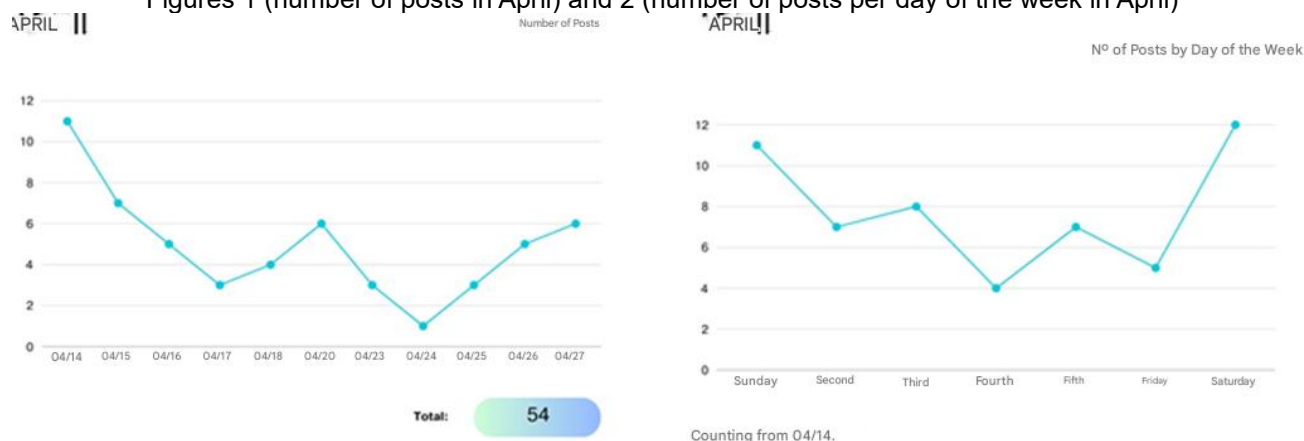 Figures 1 (number of posts in April) and 2 (number of posts per day of the week in April)
APRIL
Number of Posts
12
10
8
6
4
2
0
04/14 04/15 04/16 04/17 04/18 04/20 04/23 04/24 04/25 04/26 04/27
Total: 54
APRIL
Nº of Posts by Day of the Week
12
10
8
6
4
2
0
Sunday Second Third Fourth Fifth Friday Saturday
Counting from 04/14.